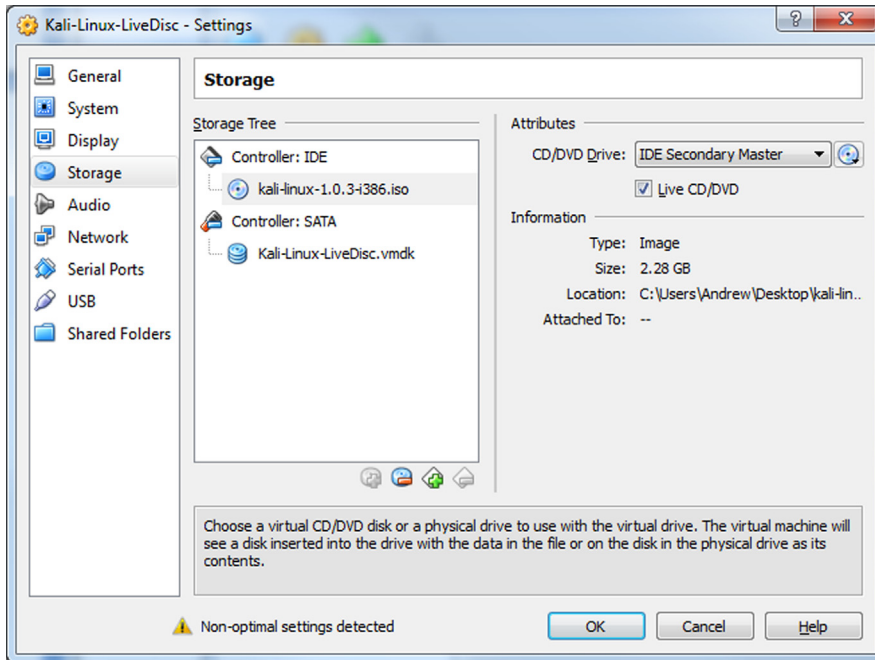 Kali-Linux-LiveDisc - Settings
General
System
Display
Storage
Audio
Network
Serial Ports
USB
Shared Folders
Storage
Storage Tree
Controller: IDE
kali-linux-1.0.3-i386.iso
Controller: SATA
Kali-Linux-LiveDisc.vmdk
Attributes
CD/DVD Drive: IDE Secondary Master
Live CD/DVD
Information
Type: Image
Size: 2.28 GB
Location: C:\Users\Andrew\Desktop\kali-lin..
Attached To: --
Choose a virtual CD/DVD disk or a physical drive to use with the virtual drive. The virtual machine will
see a disk inserted into the drive with the data in the file or on the disk in the physical drive as its
contents.
Non-optimal settings detected
OK
Cancel
Help